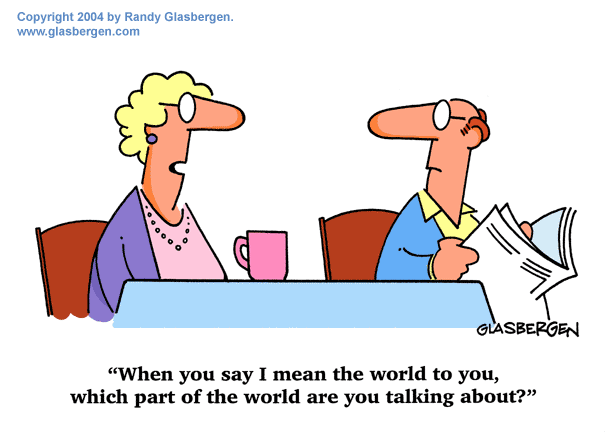 Copyright 2004 by Randy Glasbergen.
www.glasbergen.com
GLASBERGEN
“When you say I mean the world to you,
which part of the world are you talking about?”